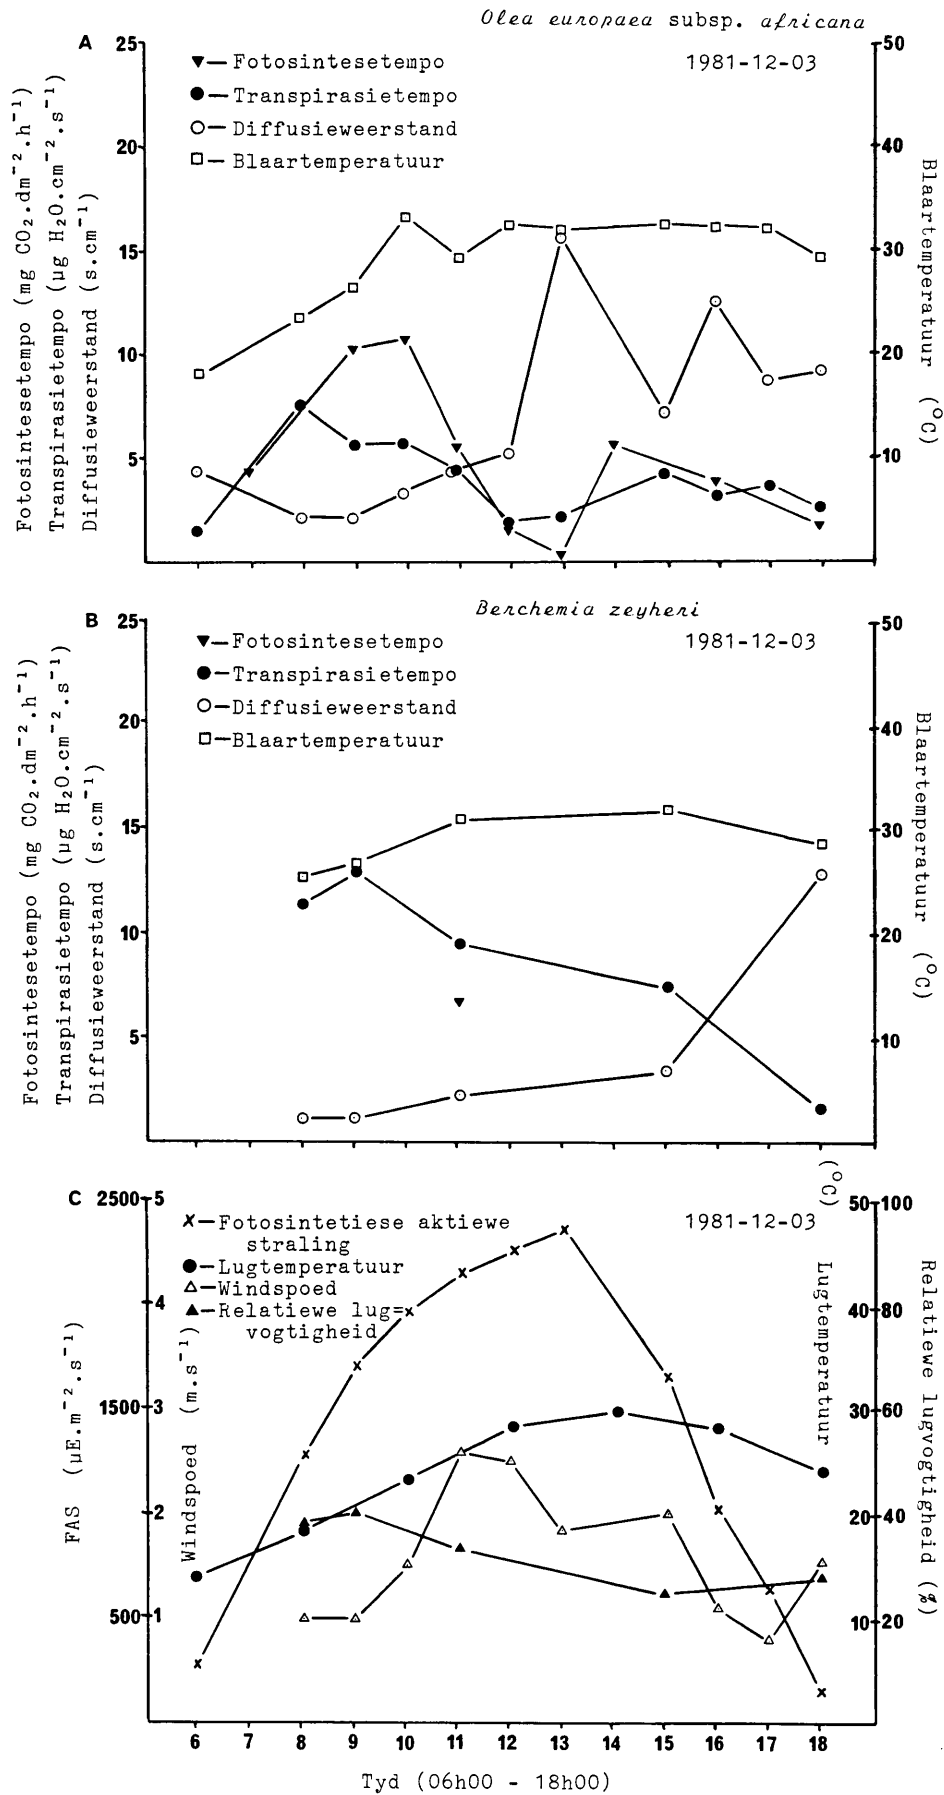 Olea europaea subsp. africana
A
1981-12-03
Fotosintesetempo
Transpirasietempo
Diffusieweerstand
Blaartemperatuur
25
20
15
10
5
50
40
30
20
10
Fotosintesetempo (mg CO₂.dm⁻².h⁻¹)
Transpirasietempo (µg H₂O.cm⁻².s⁻¹)
Diffusieweerstand (s.cm⁻¹)
Blaartemperatuur (°C)
Berchemia zeyheri
B
1981-12-03
Fotosintesetempo
Transpirasietempo
Diffusieweerstand
Blaartemperatuur
25
20
15
10
5
50
40
30
20
10
Fotosintesetempo (mg CO₂.dm⁻².h⁻¹)
Transpirasietempo (µg H₂O.cm⁻².s⁻¹)
Diffusieweerstand (s.cm⁻¹)
Blaartemperatuur (°C)
C
1981-12-03
Fotosintetiese aktiewe
straling
Lugtemperatuur
Windspoed
Relatiewe lug=
vogtigheid
2500 5
4
1500 3
2
500 1
50 100
40 80
30 60
20 40
10 20
FAS (µE.m⁻².s⁻¹)
Windspoed (m.s⁻¹)
Lugtemperatuur (°C)
Relatiewe lugvogtigheid (%)
6 7 8 9 10 11 12 13 14 15 16 17 18
Tyd (06h00 - 18h00)